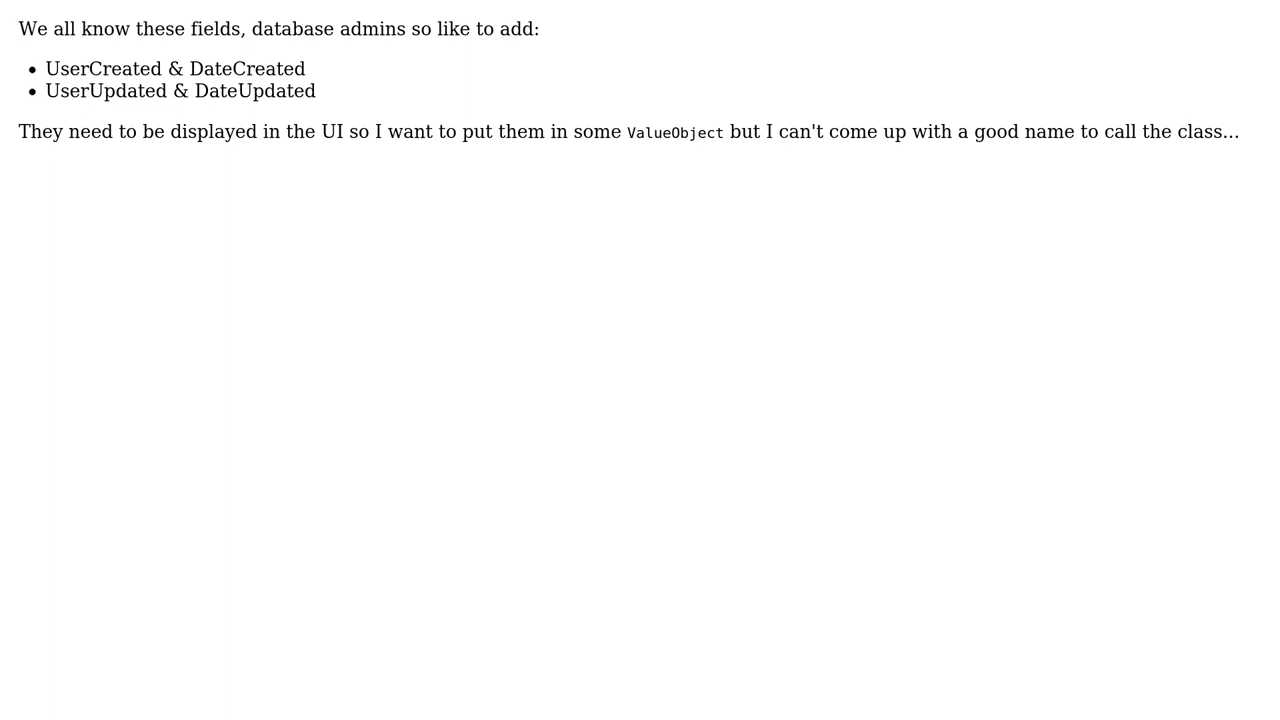 We all know these fields, database admins so like to add:
• UserCreated & DateCreated
• UserUpdated & DateUpdated
They need to be displayed in the UI so I want to put them in some ValueObject but I can't come up with a good name to call the class...